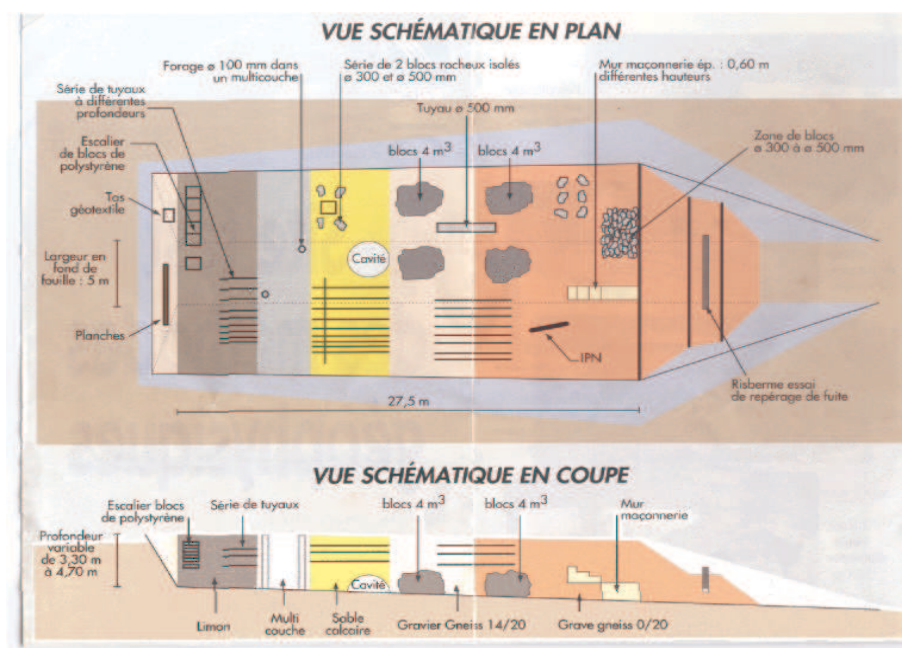 VUE SCHÉMATIQUE EN PLAN
Forage ø 100 mm dans
un multicouche
Série de 2 blocs rocheux isolés
ø 300 et ø 500 mm
Mur maçonnerie ép. : 0,60 m
différentes hauteurs
Série de tuyaux
à différentes
profondeurs
Tuyau ø 500 mm
Escalier
de blocs de
polystyrène
blocs 4 m³
blocs 4 m³
Zone de blocs
ø 300 à ø 500 mm
Tas
géotextile
Largeur en
fond de
fouille : 5 m
Cavité
Planches
IPN
Risberme essai
de repérage de fuite
27,5 m
VUE SCHÉMATIQUE EN COUPE
Escalier blocs
de polystyrène
Série de tuyaux
blocs 4 m³
blocs 4 m³
Mur
maçonnerie
Profondeur
variable
de 3,30 m
à 4,70 m
Cavité
Limon
Multi
couche
Sable
calcaire
Gravier Gneiss 14/20
Grave gneiss 0/20